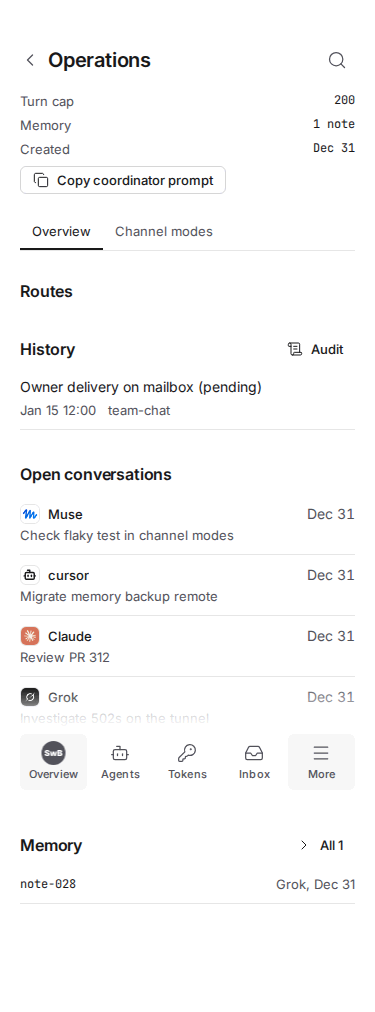 Operations
Turn cap 200
Memory 1 note
Created Dec 31
Copy coordinator prompt
Overview Channel modes
Routes
History Audit
Owner delivery on mailbox (pending)
Jan 15 12:00 team-chat
Open conversations
Muse Dec 31
Check flaky test in channel modes
cursor Dec 31
Migrate memory backup remote
Claude Dec 31
Review PR 312
Grok Dec 31
Investigate 502s on the tunnel
SwB
Overview Agents Tokens Inbox More
Memory All 1
note-028 Grok, Dec 31